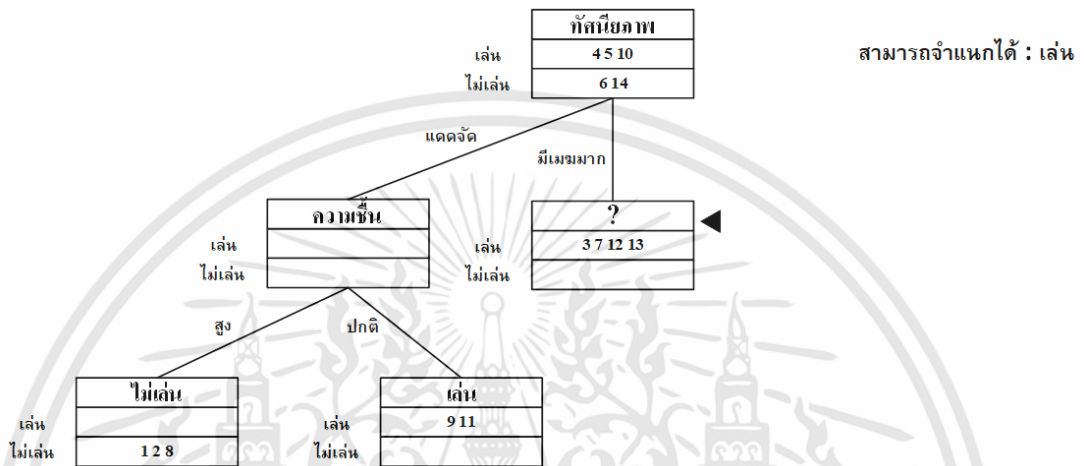 ทัศนียภาพ
เล่น 4 5 10
ไม่เล่น 6 14
สามารถจำแนกได้ : เล่น
แดดจัด
มีเมฆมาก
ความชื้น
เล่น
ไม่เล่น
?
เล่น 3 7 12 13
ไม่เล่น
สูง
ปกติ
ไม่เล่น
เล่น
ไม่เล่น 1 2 8
เล่น
เล่น 9 11
ไม่เล่น